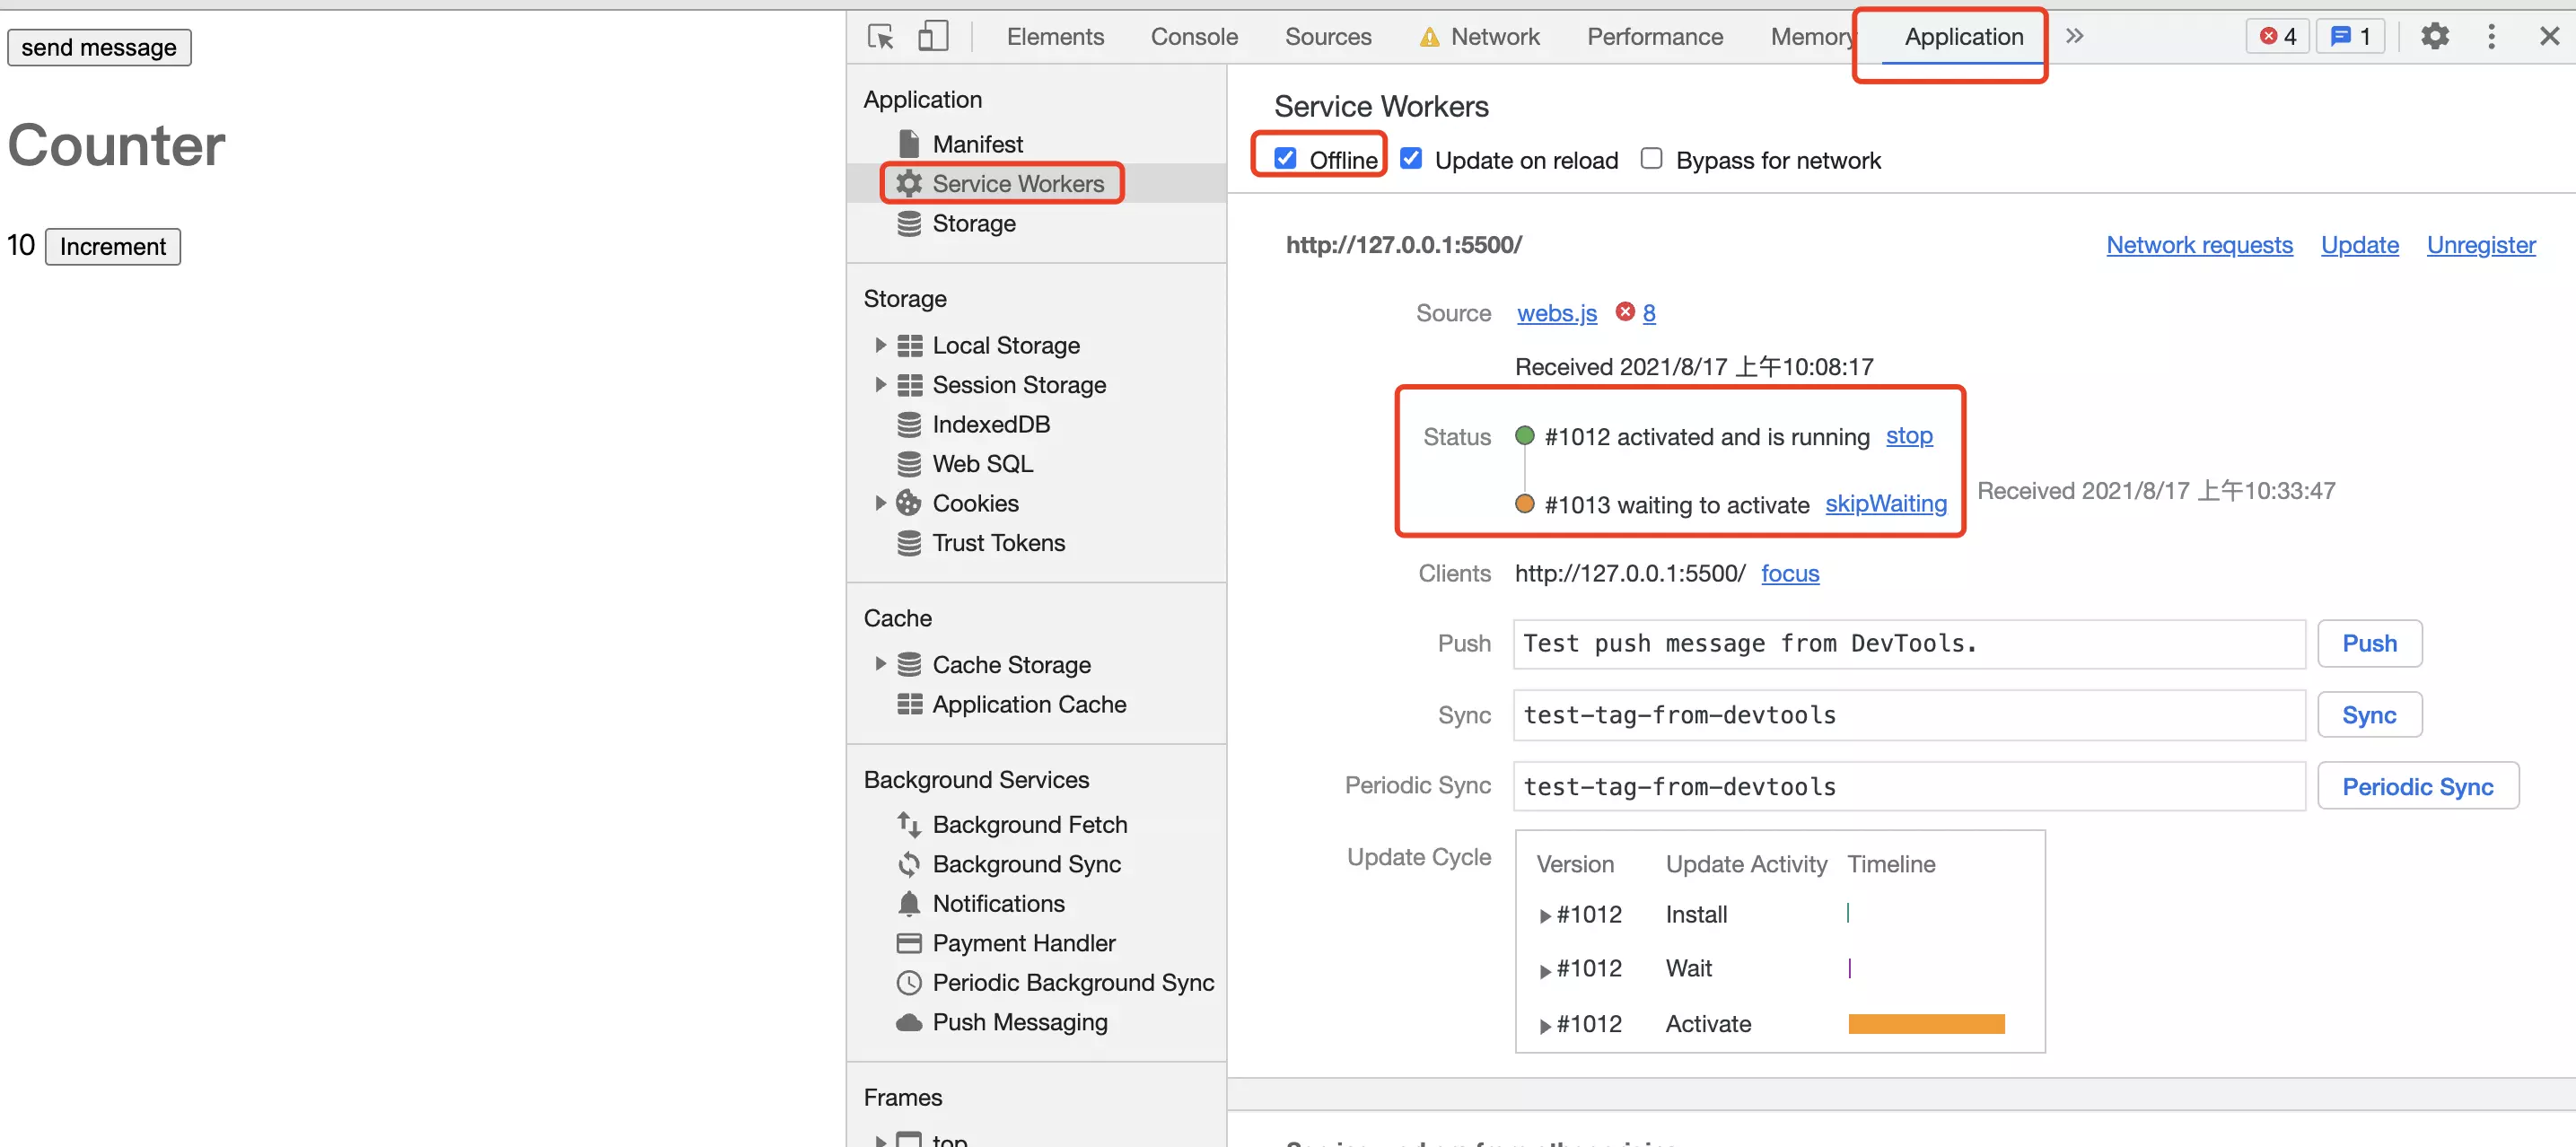 send message
Counter
10 Increment
Elements Console Sources Network Performance Memory Application 4 1
Application
Manifest
Service Workers
Storage
Storage
Local Storage
Session Storage
IndexedDB
Web SQL
Cookies
Trust Tokens
Cache
Cache Storage
Application Cache
Background Services
Background Fetch
Background Sync
Notifications
Payment Handler
Periodic Background Sync
Push Messaging
Frames
top
Service Workers
Offline Update on reload Bypass for network
http://127.0.0.1:5500/ Network requests Update Unregister
Source webs.js 8
Received 2021/8/17 上午10:08:17
Status #1012 activated and is running stop
#1013 waiting to activate skipWaiting
Received 2021/8/17 上午10:33:47
Clients http://127.0.0.1:5500/ focus
Push Test push message from DevTools. Push
Sync test-tag-from-devtools Sync
Periodic Sync test-tag-from-devtools Periodic Sync
Update Cycle
Version Update Activity Timeline
#1012 Install
#1012 Wait
#1012 Activate